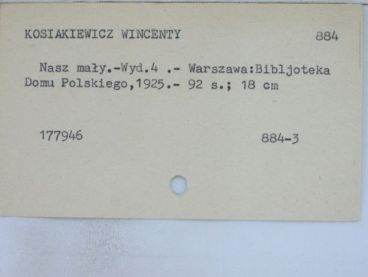 KOSIAKIEWICZ WINCENTY 884
Nasz mały.-Wyd.4 .- Warszawa:Bibljoteka
Domu Polskiego,1925.- 92 s.; 18 cm
177946 884-3